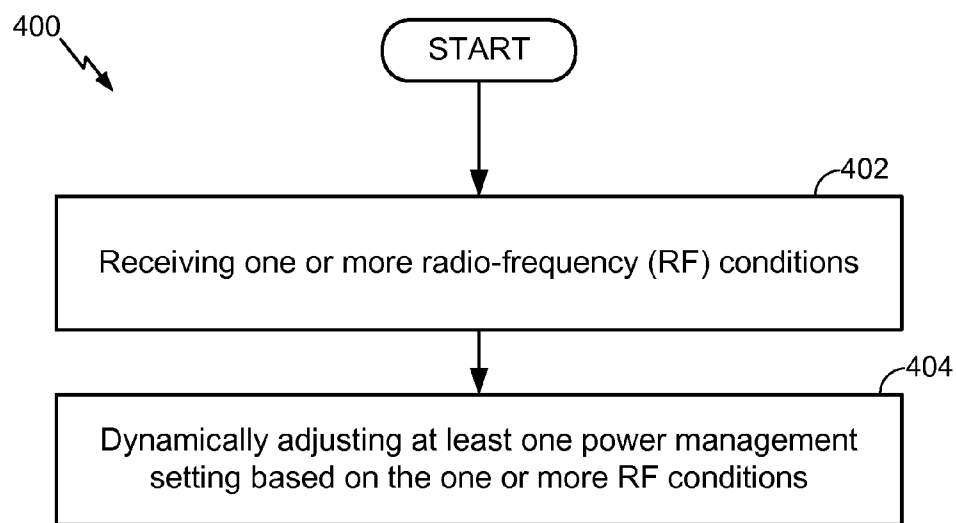 400
START
402
Receiving one or more radio-frequency (RF) conditions
404
Dynamically adjusting at least one power management
setting based on the one or more RF conditions